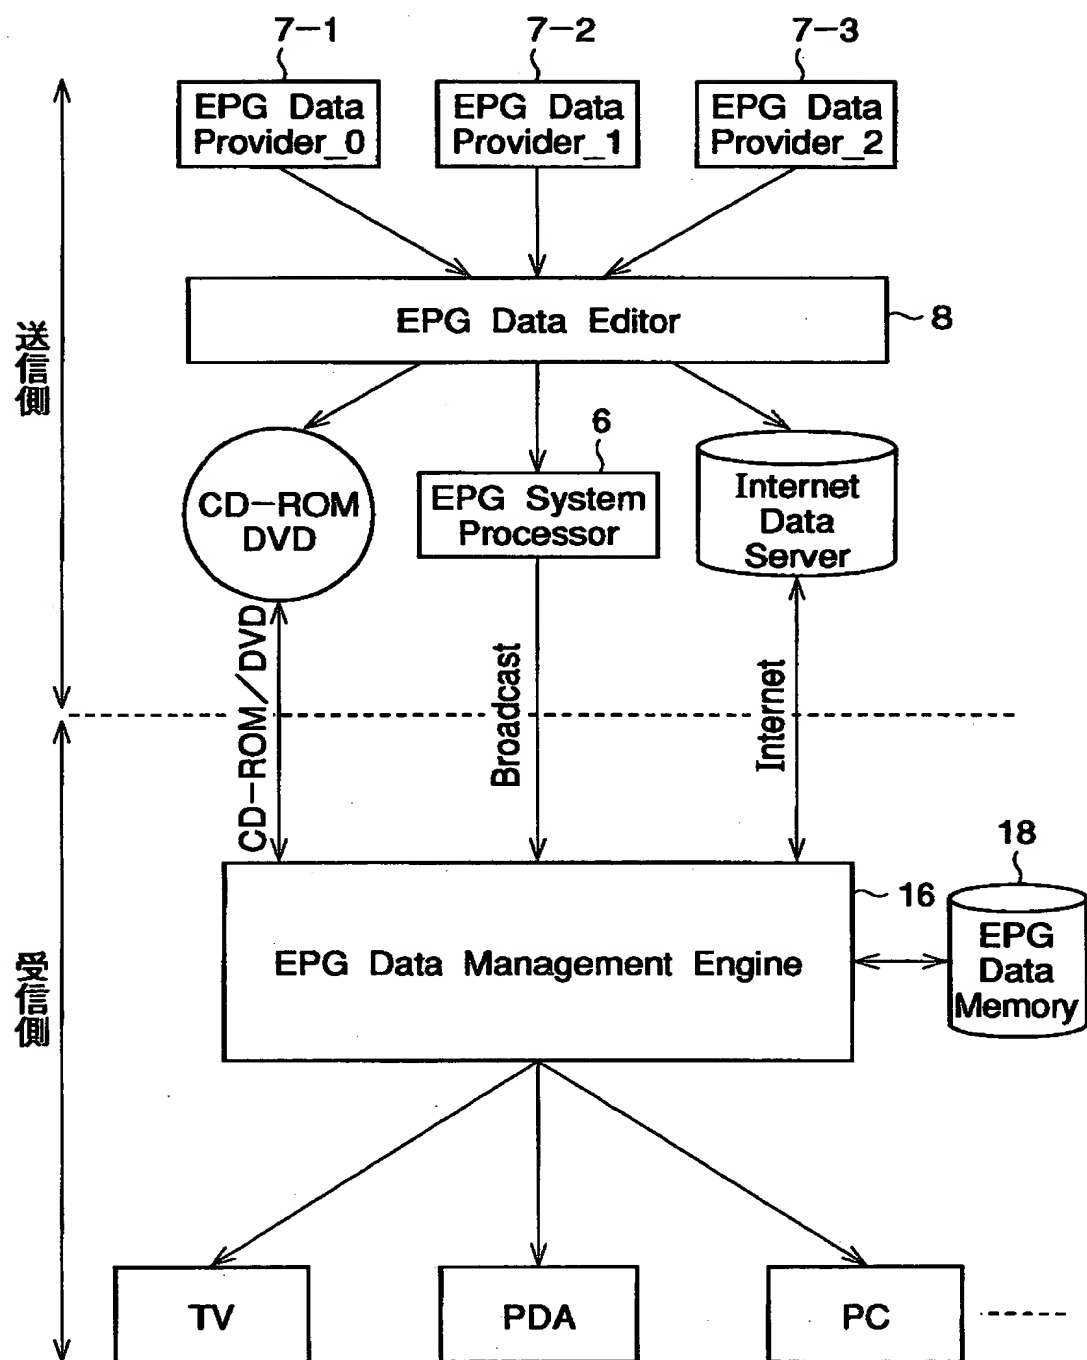 7-1
7-2
7-3
EPG Data
Provider_0
EPG Data
Provider_1
EPG Data
Provider_2
EPG Data Editor
8
送信側
CD-ROM
DVD
6
EPG System
Processor
Internet
Data
Server
CD-ROM/DVD
Broadcast
Internet
受信側
EPG Data Management Engine
16
18
EPG
Data
Memory
TV
PDA
PC